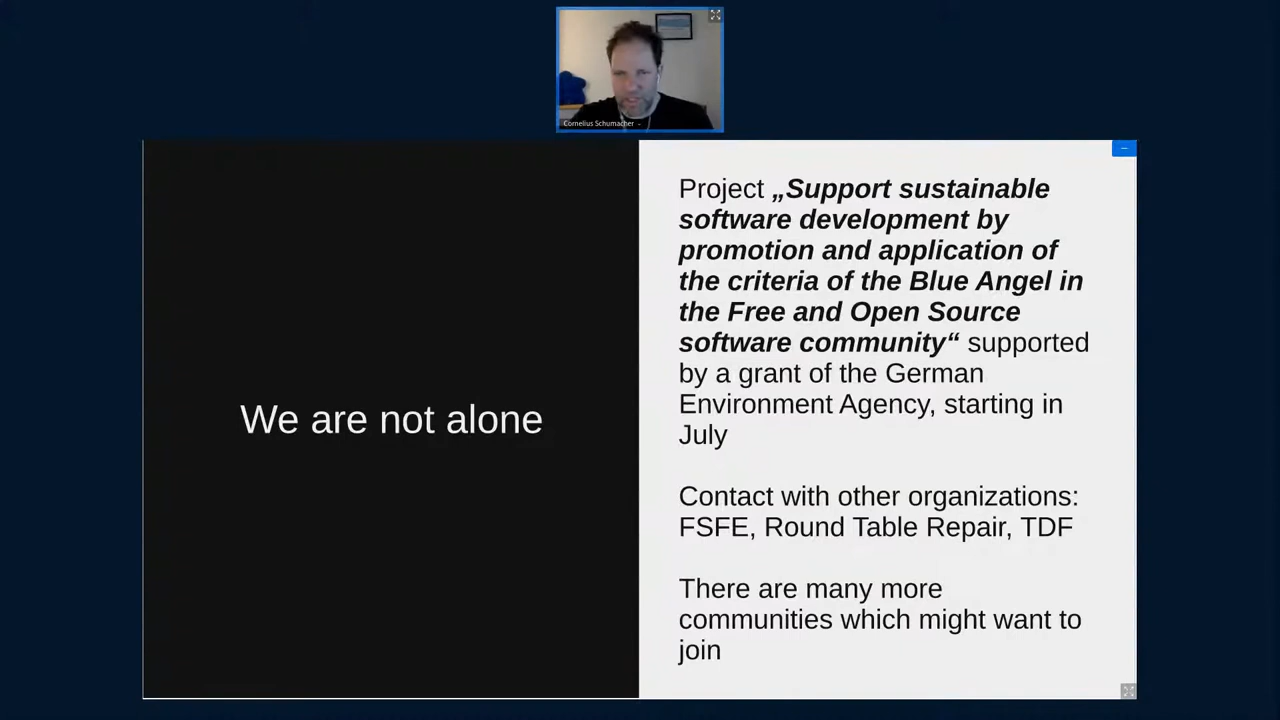 Cornelius Schumacher
We are not alone
Project „Support sustainable
software development by
promotion and application of
the criteria of the Blue Angel in
the Free and Open Source
software community“ supported
by a grant of the German
Environment Agency, starting in
July
Contact with other organizations:
FSFE, Round Table Repair, TDF
There are many more
communities which might want to
join